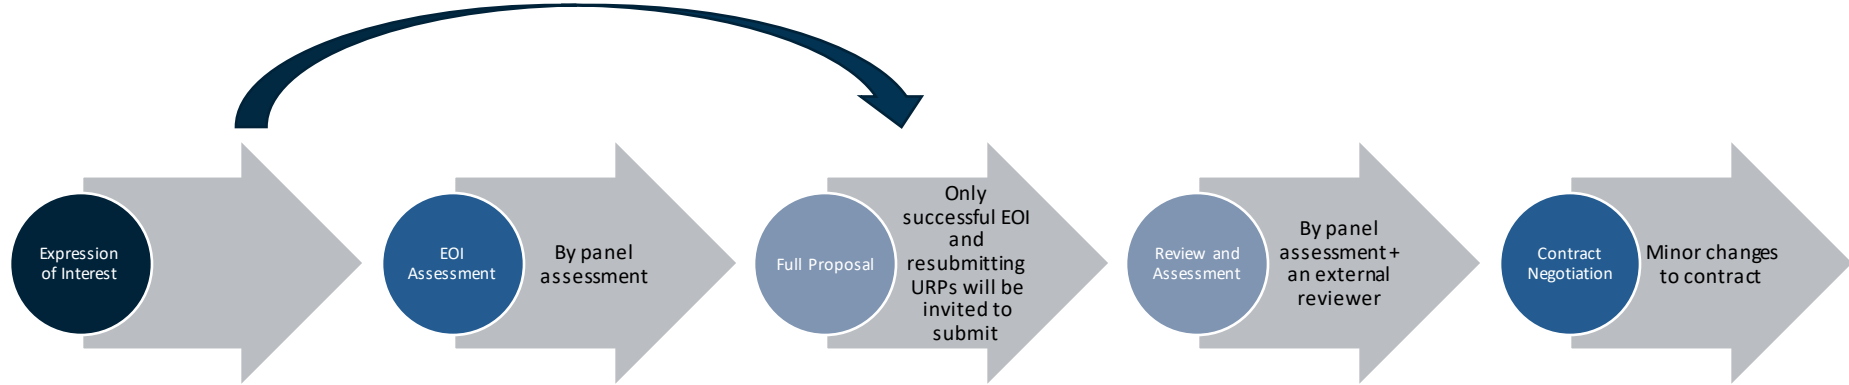 Expression
of Interest
EOI
Assessment
By panel
assessment
Full Proposal
Only
successful EOI
and
resubmitting
URPs will be
invited to
submit
Review and
Assessment
By panel
assessment +
an external
reviewer
Contract
Negotiation
Minor changes
to contract